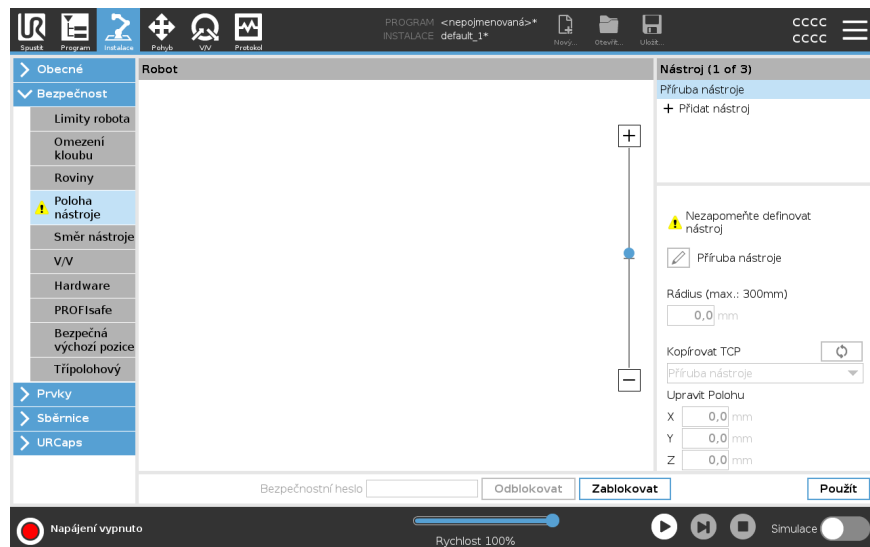 PROGRAM <nepojmenovaná>*
INSTALACE default_1*
Spustit Program Instalace Pohyb V/V Protokol
Nový... Otevřít... Uložit...
cccc
cccc
Obecné
Bezpečnost
Limity robota
Omezení
kloubu
Roviny
Poloha
nástroje
Směr nástroje
V/V
Hardware
PROFIsafe
Bezpečná
výchozí pozice
Třípolohový
Prvky
Sběrnice
URCaps
Robot
Nástroj (1 of 3)
Příruba nástroje
+ Přidat nástroj
Nezapomeňte definovat
nástroj
Příruba nástroje
Rádius (max.: 300mm)
0,0 mm
Kopírovat TCP
Příruba nástroje
Upravit Polohu
X 0,0 mm
Y 0,0 mm
Z 0,0 mm
Bezpečnostní heslo Odblokovat Zablokovat Použít
Napájení vypnuto
Rychlost 100%
Simulace